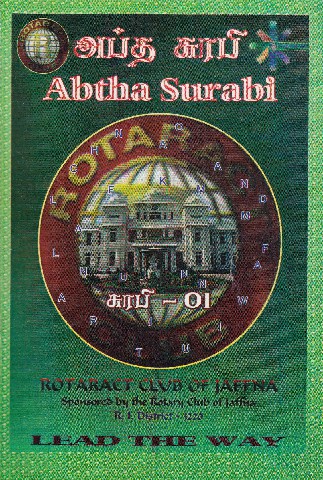 அப்த சுரபி
Abtha Surabi
ROTARACT
CLUB
சுரபி - 01
ROTARACT CLUB OF JAFFNA
Sponsored by the Rotary Club of Jaffna
R. I. District - 3220
LEAD THE WAY